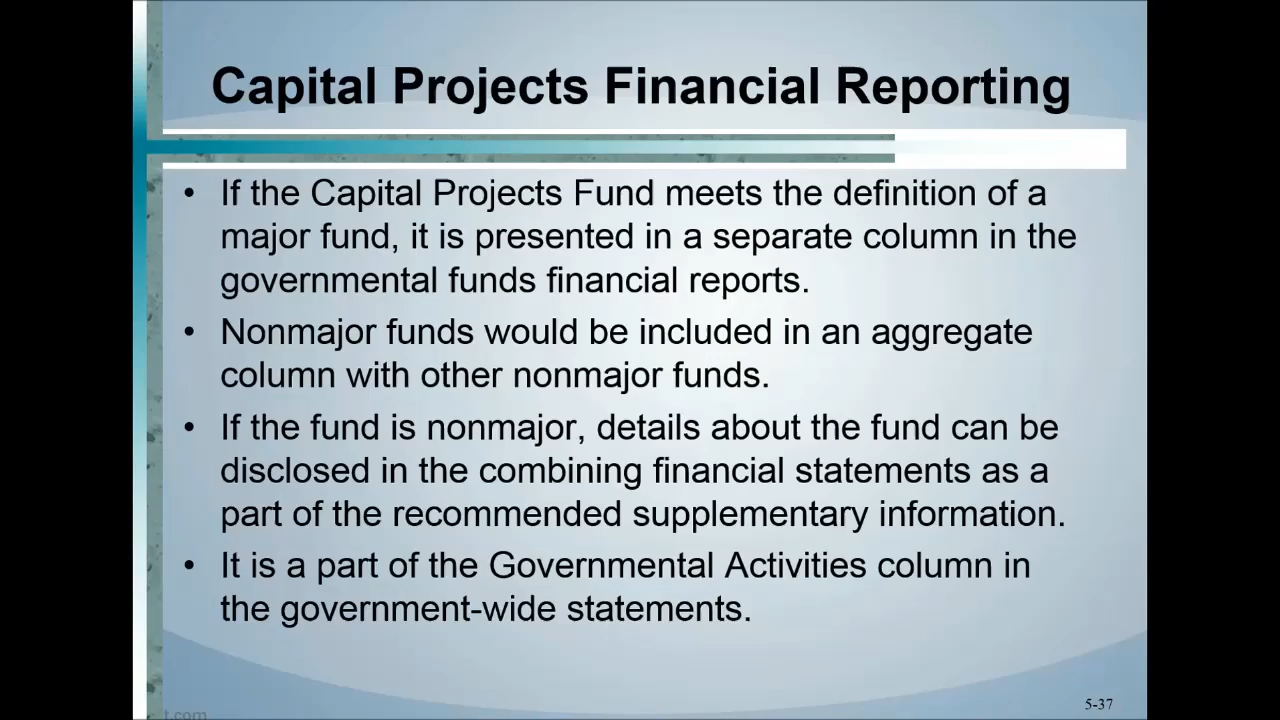 Capital Projects Financial Reporting
• If the Capital Projects Fund meets the definition of a
major fund, it is presented in a separate column in the
governmental funds financial reports.
• Nonmajor funds would be included in an aggregate
column with other nonmajor funds.
• If the fund is nonmajor, details about the fund can be
disclosed in the combining financial statements as a
part of the recommended supplementary information.
• It is a part of the Governmental Activities column in
the government-wide statements.
5-37
t.com